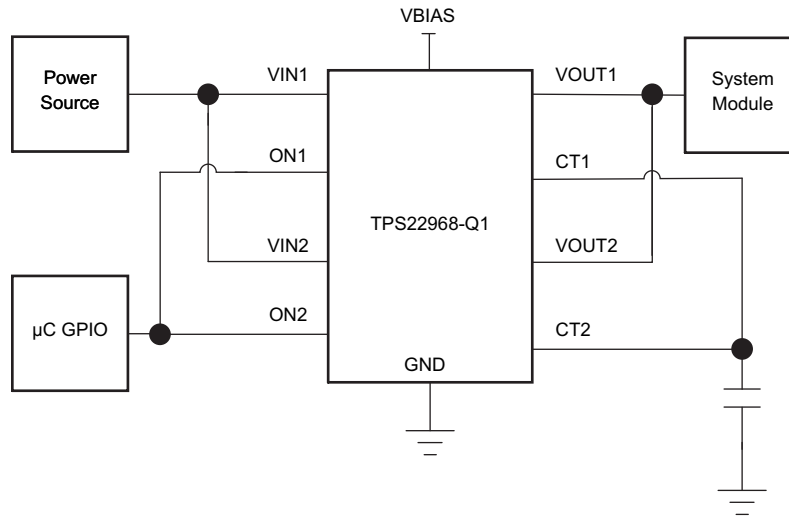 VBIAS
Power
Source
VIN1
VOUT1
System
Module
ON1
CT1
TPS22968-Q1
VIN2
VOUT2
µC GPIO
ON2
CT2
GND